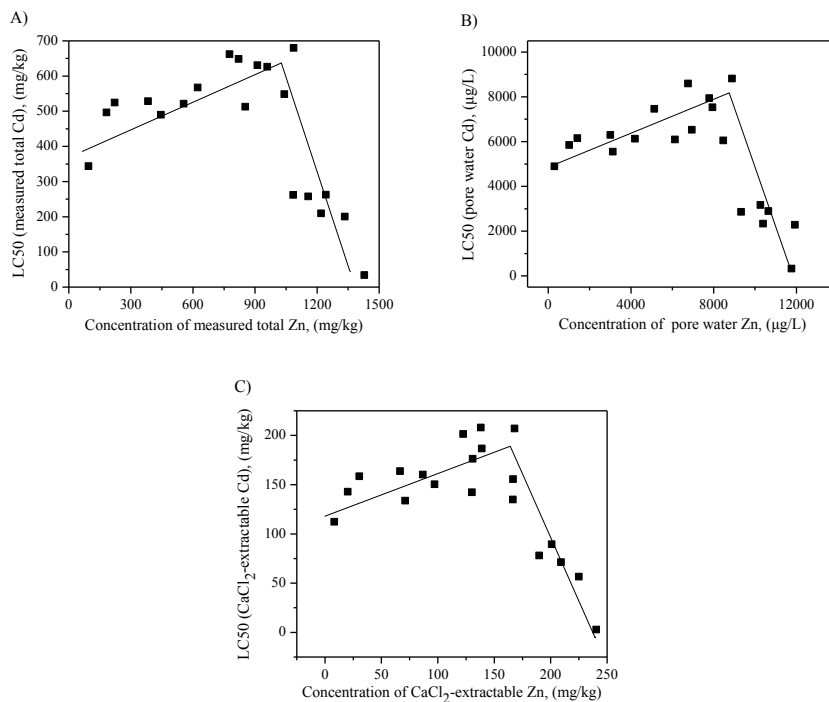 A)
700
600
500
400
300
200
100
0
LC50 (measured total Cd), (mg/kg)
0 300 600 900 1200 1500
Concentration of measured total Zn, (mg/kg)
B)
10000
8000
6000
4000
2000
0
LC50 (pore water Cd), (µg/L)
0 4000 8000 12000
Concentration of pore water Zn, (µg/L)
C)
200
150
100
50
0
LC50 (CaCl2-extractable Cd), (mg/kg)
0 50 100 150 200 250
Concentration of CaCl2-extractable Zn, (mg/kg)